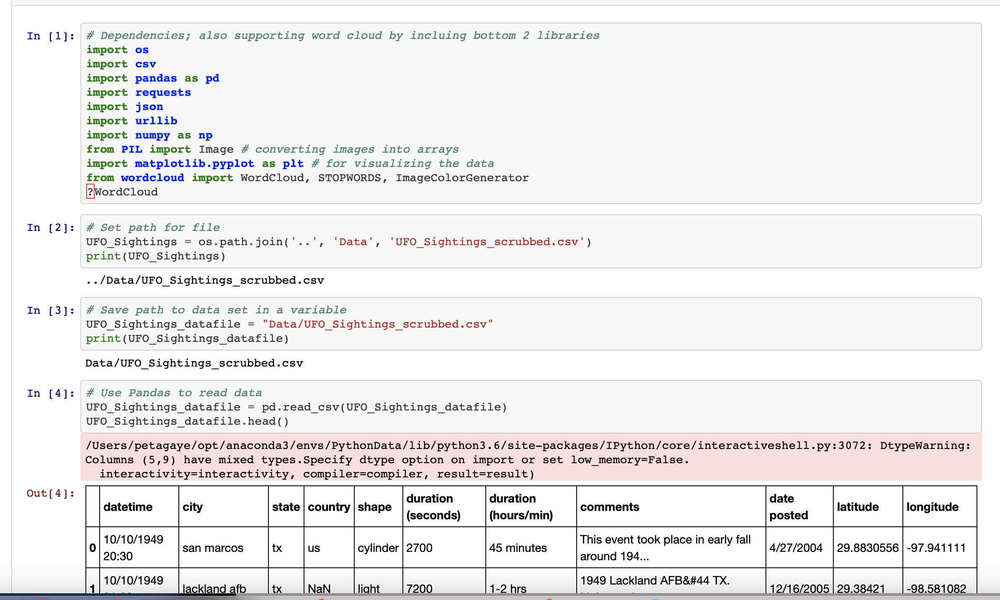 In [1]:
# Dependencies; also supporting word cloud by incluing bottom 2 libraries
import os
import csv
import pandas as pd
import requests
import json
import urllib
import numpy as np
from PIL import Image # converting images into arrays
import matplotlib.pyplot as plt # for visualizing the data
from wordcloud import WordCloud, STOPWORDS, ImageColorGenerator
?WordCloud
In [2]:
# Set path for file
UFO_Sightings = os.path.join('..', 'Data', 'UFO_Sightings_scrubbed.csv')
print(UFO_Sightings)
../Data/UFO_Sightings_scrubbed.csv
In [3]:
# Save path to data set in a variable
UFO_Sightings_datafile = "Data/UFO_Sightings_scrubbed.csv"
print(UFO_Sightings_datafile)
Data/UFO_Sightings_scrubbed.csv
In [4]:
# Use Pandas to read data
UFO_Sightings_datafile = pd.read_csv(UFO_Sightings_datafile)
UFO_Sightings_datafile.head()
/Users/petagaye/opt/anaconda3/envs/PythonData/lib/python3.6/site-packages/IPython/core/interactiveshell.py:3072: DtypeWarning:
Columns (5,9) have mixed types.Specify dtype option on import or set low_memory=False.
interactivity=interactivity, compiler=compiler, result=result)
Out[4]:
datetime city state country shape duration (seconds) duration (hours/min) comments date posted latitude longitude
0 10/10/1949 20:30 san marcos tx us cylinder 2700 45 minutes This event took place in early fall around 194... 4/27/2004 29.8830556 -97.941111
1 10/10/1949 lackland afb tx NaN light 7200 1-2 hrs 1949 Lackland AFB&#44 TX. 12/16/2005 29.38421 -98.581082